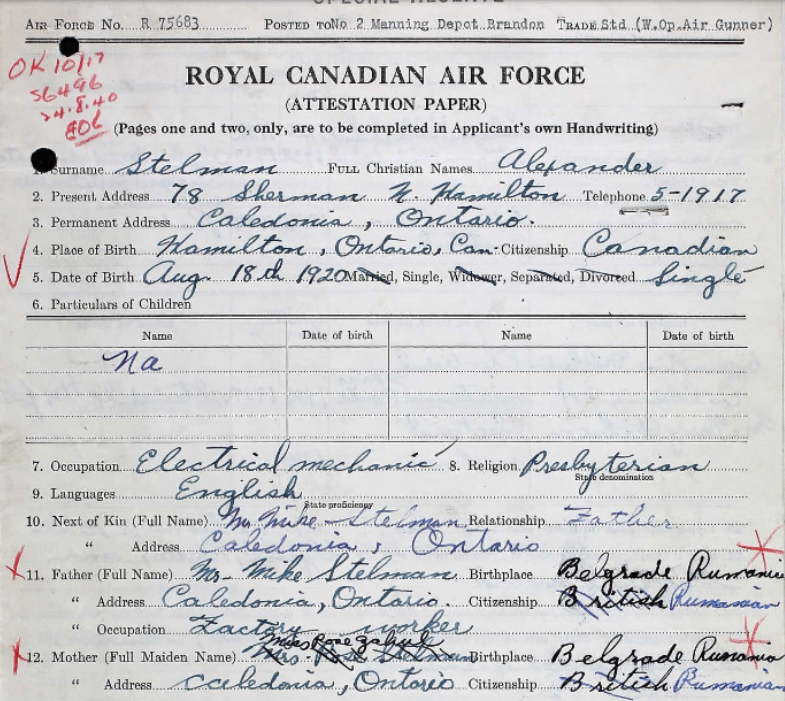 AIR FORCE No. R 75683 POSTED TO No 2 Manning Depot Brandon TRADE Std (W.Op.Air Gunner)
OK 10/17
56496
24.8.40
ROYAL CANADIAN AIR FORCE
(ATTESTATION PAPER)
(Pages one and two, only, are to be completed in Applicant's own Handwriting)
1. Surname Stelman FULL Christian Names Alexander
2. Present Address 78 Sherman N. Hamilton Telephone 5-1917
3. Permanent Address Caledonia, Ontario.
4. Place of Birth Hamilton, Ontario, Can. Citizenship Canadian
5. Date of Birth Aug. 18th 1920 Married, Single, Widower, Separated, Divorced Single
6. Particulars of Children
Name Date of birth Name Date of birth
Na
7. Occupation Electrical mechanic 8. Religion Presbyterian
State denomination
9. Languages English
State proficiency
10. Next of Kin (Full Name) Mr Mike Stelman Relationship Father
" Address Caledonia, Ontario
11. Father (Full Name) Mr. Mike Stelman Birthplace Belgrade Rumania
" Address Caledonia, Ontario. Citizenship British Rumanian
" Occupation Factory worker
12. Mother (Full Maiden Name) Mrs. Rose Stelman Birthplace Belgrade Rumania
" Address Caledonia, Ontario Citizenship British Rumanian